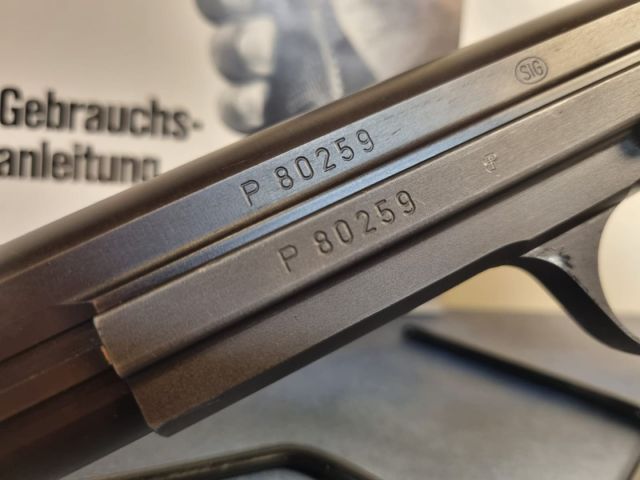 SIG
Gebrauchs-
anleitung
P 80259
P 80259